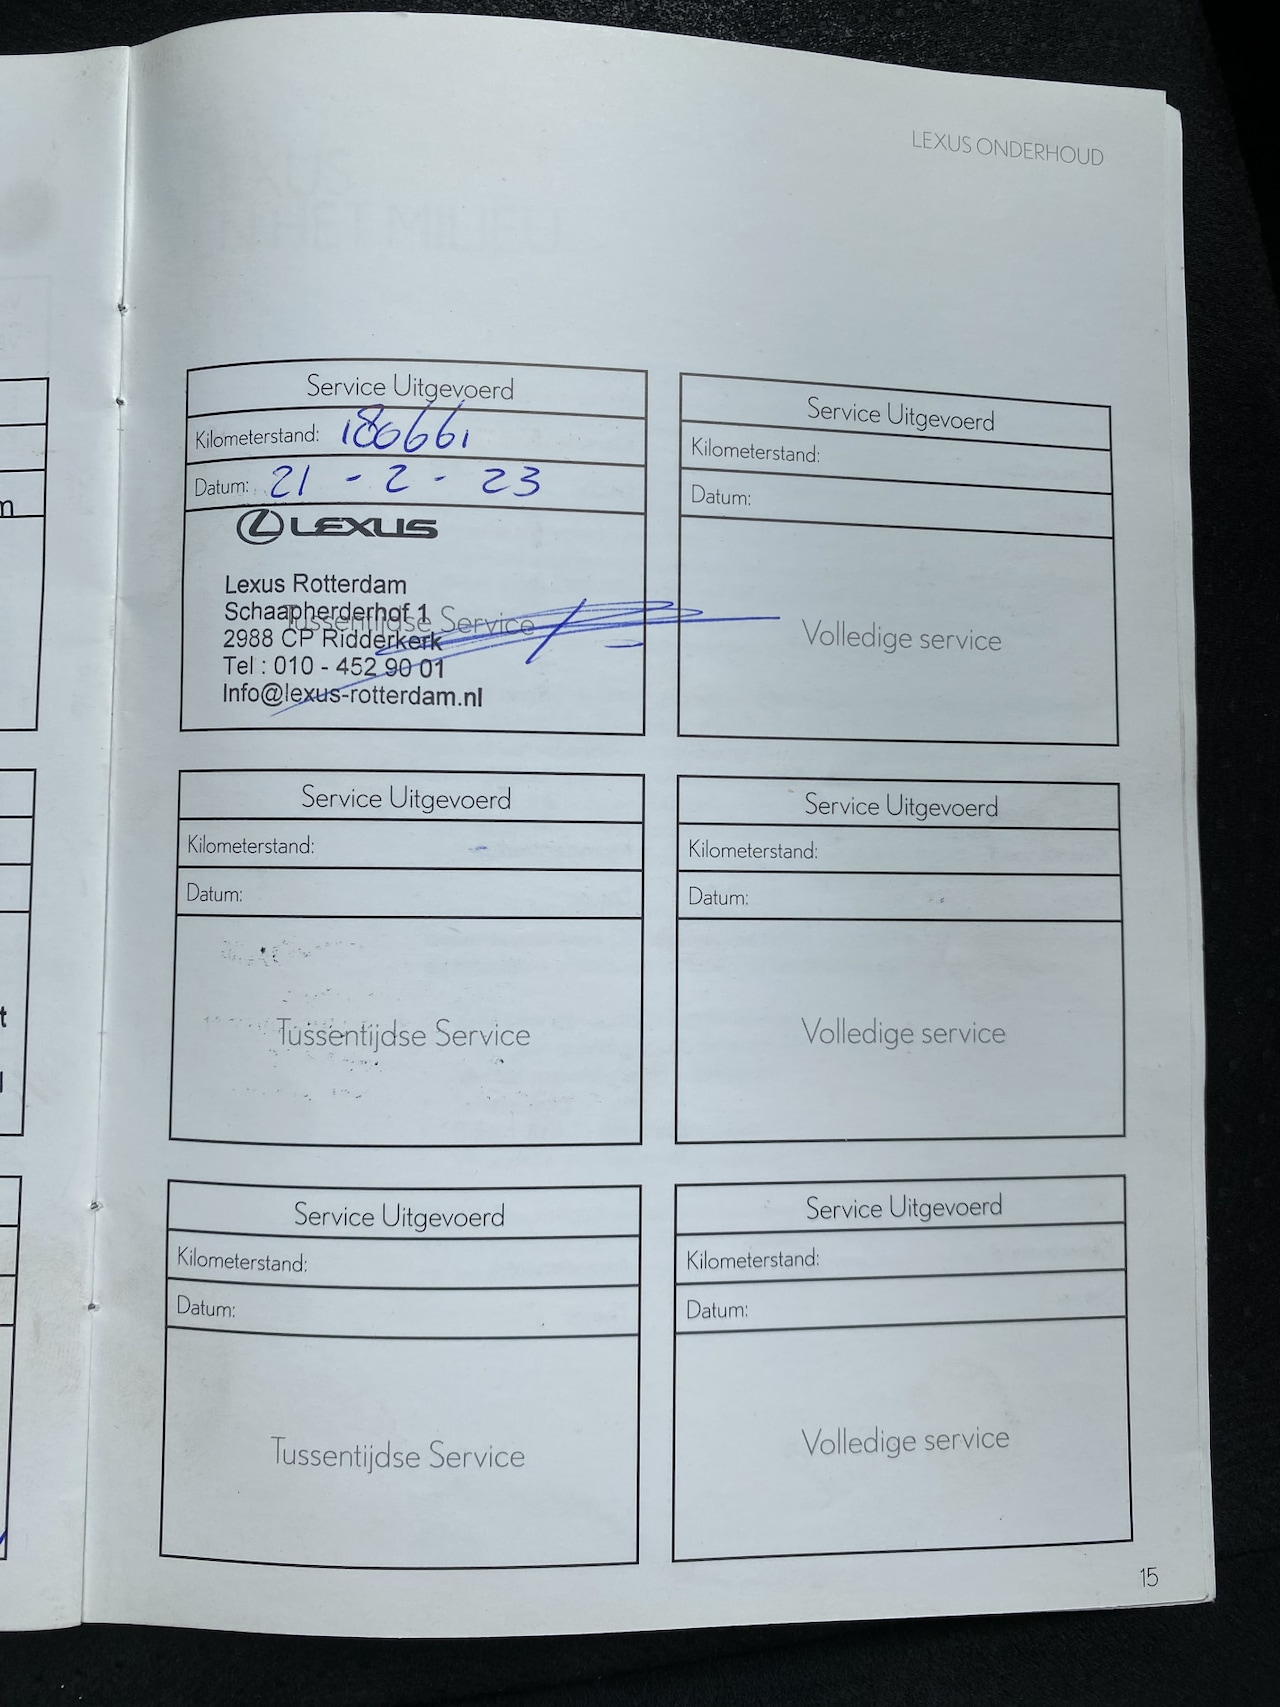 LEXUS ONDERHOUD
Service Uitgevoerd
Kilometerstand: 180661
Datum: 21 - 2 - 23
LEXUS
Lexus Rotterdam
Schaapherderhof 1
Tussentijdse Service
2988 CP Ridderkerk
Tel : 010 - 452 90 01
Info@lexus-rotterdam.nl
Service Uitgevoerd
Kilometerstand:
Datum:
Volledige service
Service Uitgevoerd
Kilometerstand:
Datum:
Tussentijdse Service
Service Uitgevoerd
Kilometerstand:
Datum:
Volledige service
Service Uitgevoerd
Kilometerstand:
Datum:
Tussentijdse Service
Service Uitgevoerd
Kilometerstand:
Datum:
Volledige service
15